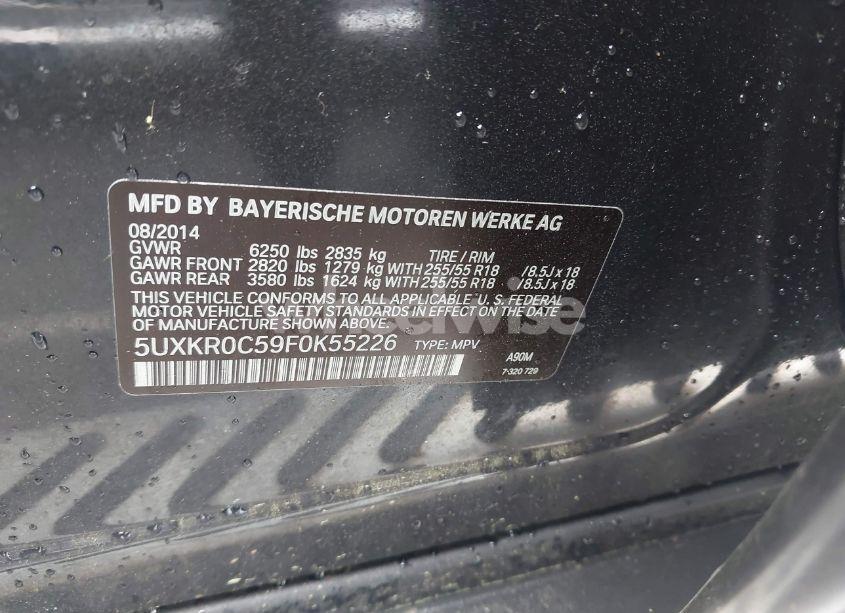 MFD BY BAYERISCHE MOTOREN WERKE AG
08/2014
GVWR 6250 lbs 2835 kg TIRE / RIM
GAWR FRONT 2820 lbs 1279 kg WITH 255/55 R18 /8.5J x 18
GAWR REAR 3580 lbs 1624 kg WITH 255/55 R18 /8.5J x 18
THIS VEHICLE CONFORMS TO ALL APPLICABLE U. S. FEDERAL
MOTOR VEHICLE SAFETY STANDARDS IN EFFECT ON THE DATE
OF MANUFACTURE SHOWN ABOVE.
5UXKR0C59F0K55226 TYPE: MPV A90M
7-320 729